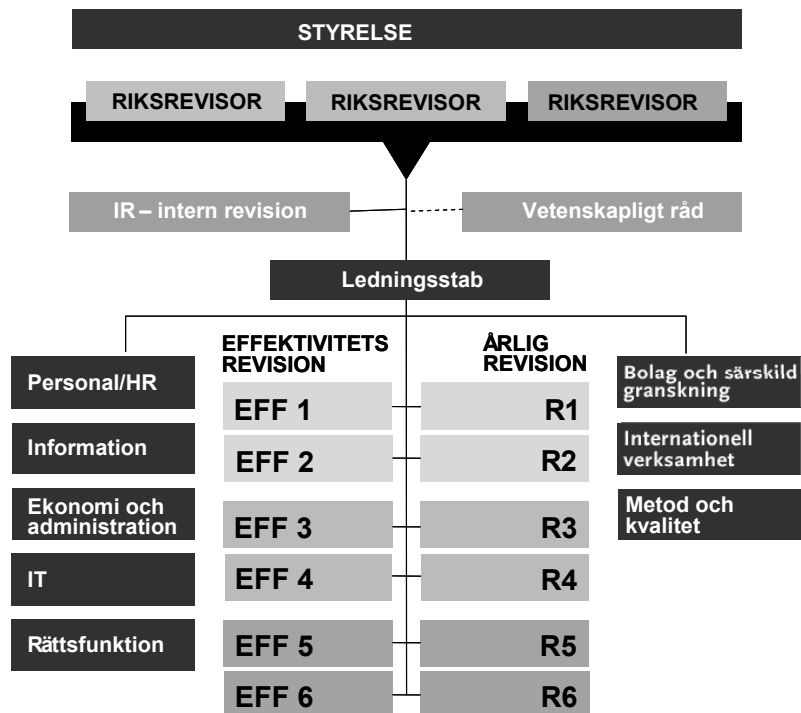 STYRELSE
RIKSREVISOR
RIKSREVISOR
RIKSREVISOR
IR – intern revision
Vetenskapligt råd
Ledningsstab
Personal/HR
Information
Ekonomi och
administration
IT
Rättsfunktion
EFFEKTIVITETS
REVISION
EFF 1
EFF 2
EFF 3
EFF 4
EFF 5
EFF 6
ÅRLIG
REVISION
R1
R2
R3
R4
R5
R6
Bolag och särskild
granskning
Internationell
verksamhet
Metod och
kvalitet